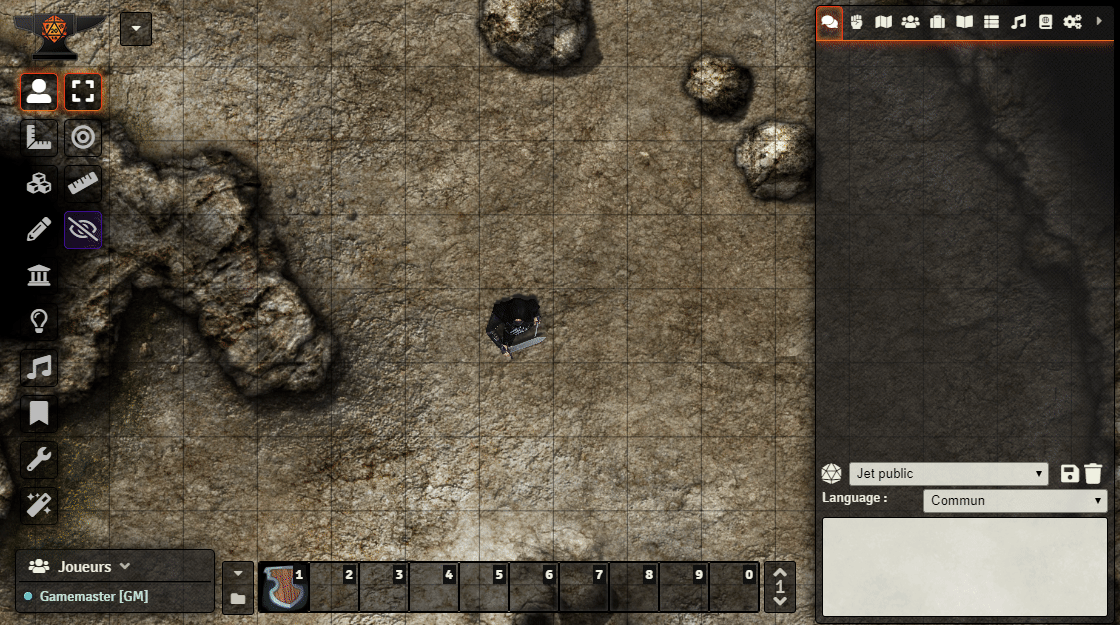 Jet public
Language :
Commun
Joueurs
Gamemaster [GM]
1 2 3 4 5 6 7 8 9 0
1